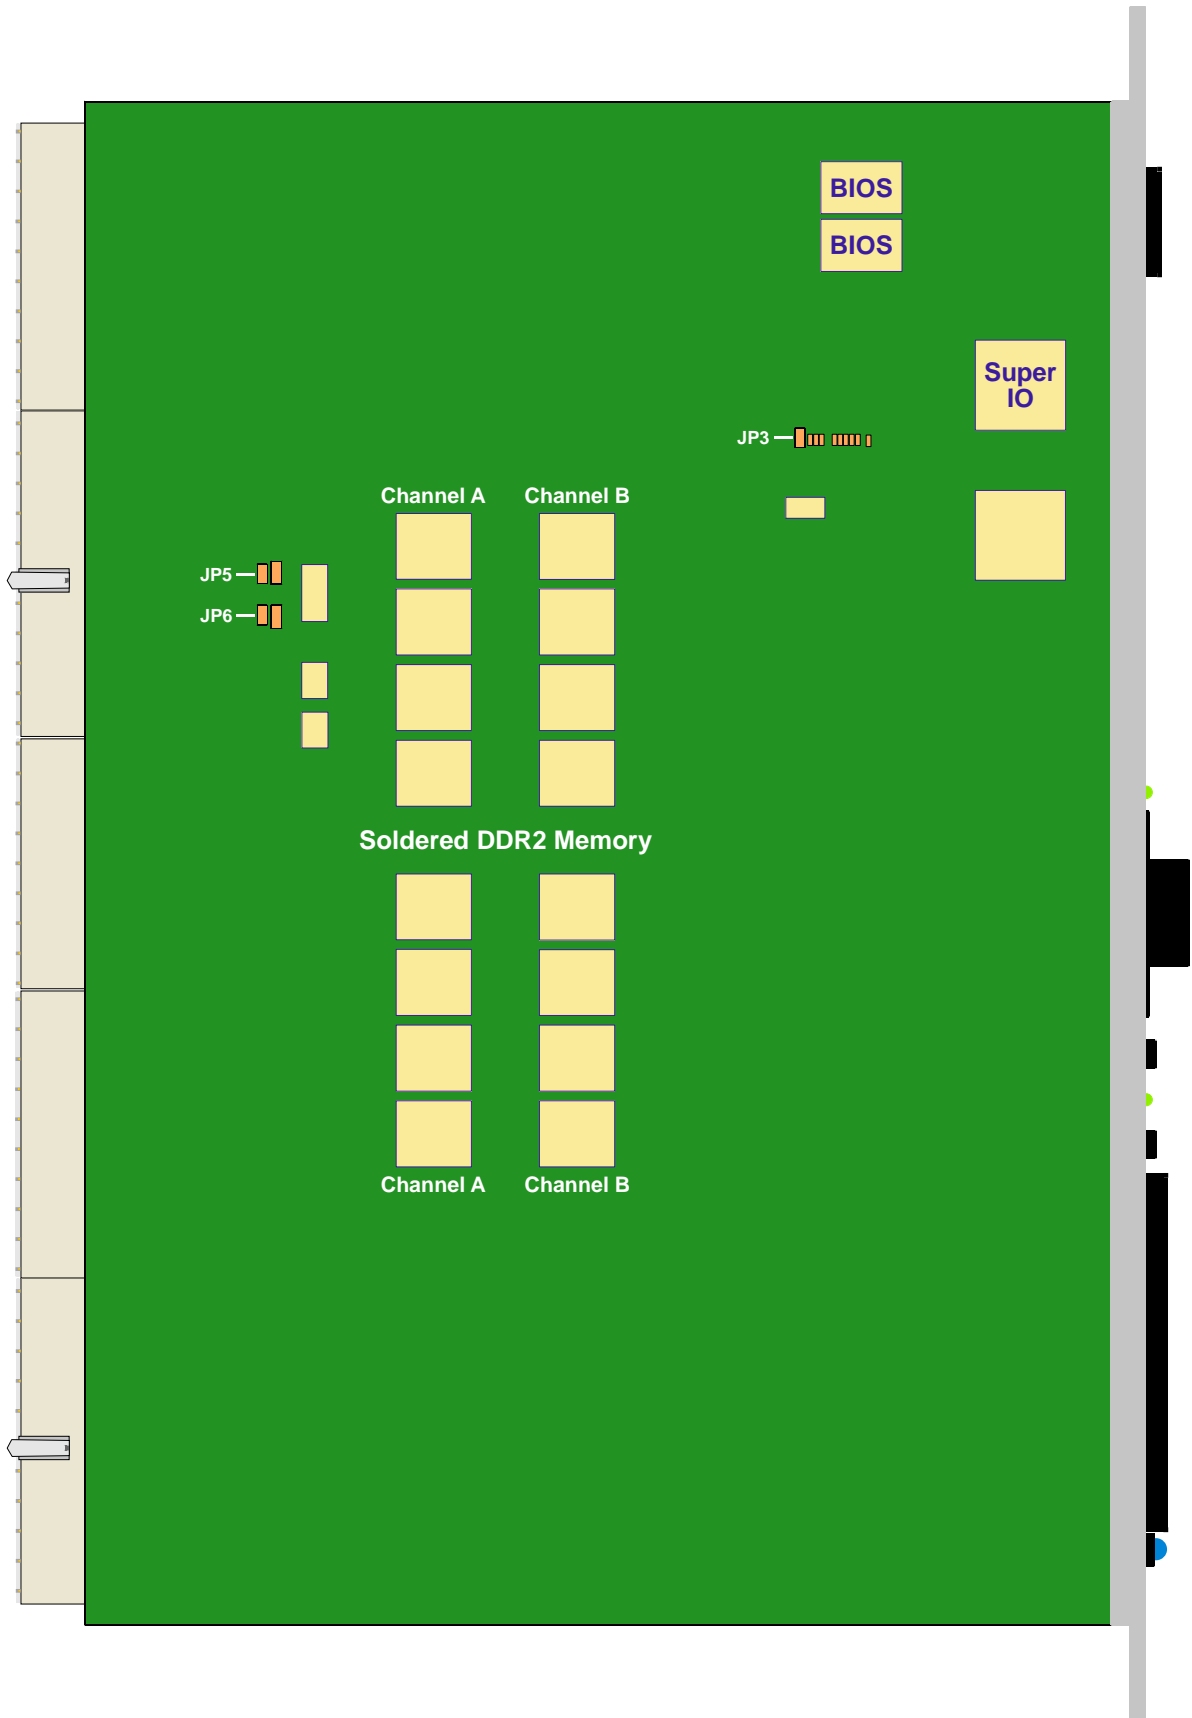 BIOS
BIOS
Super
IO
JP3
Channel A
Channel B
JP5
JP6
Soldered DDR2 Memory
Channel A
Channel B